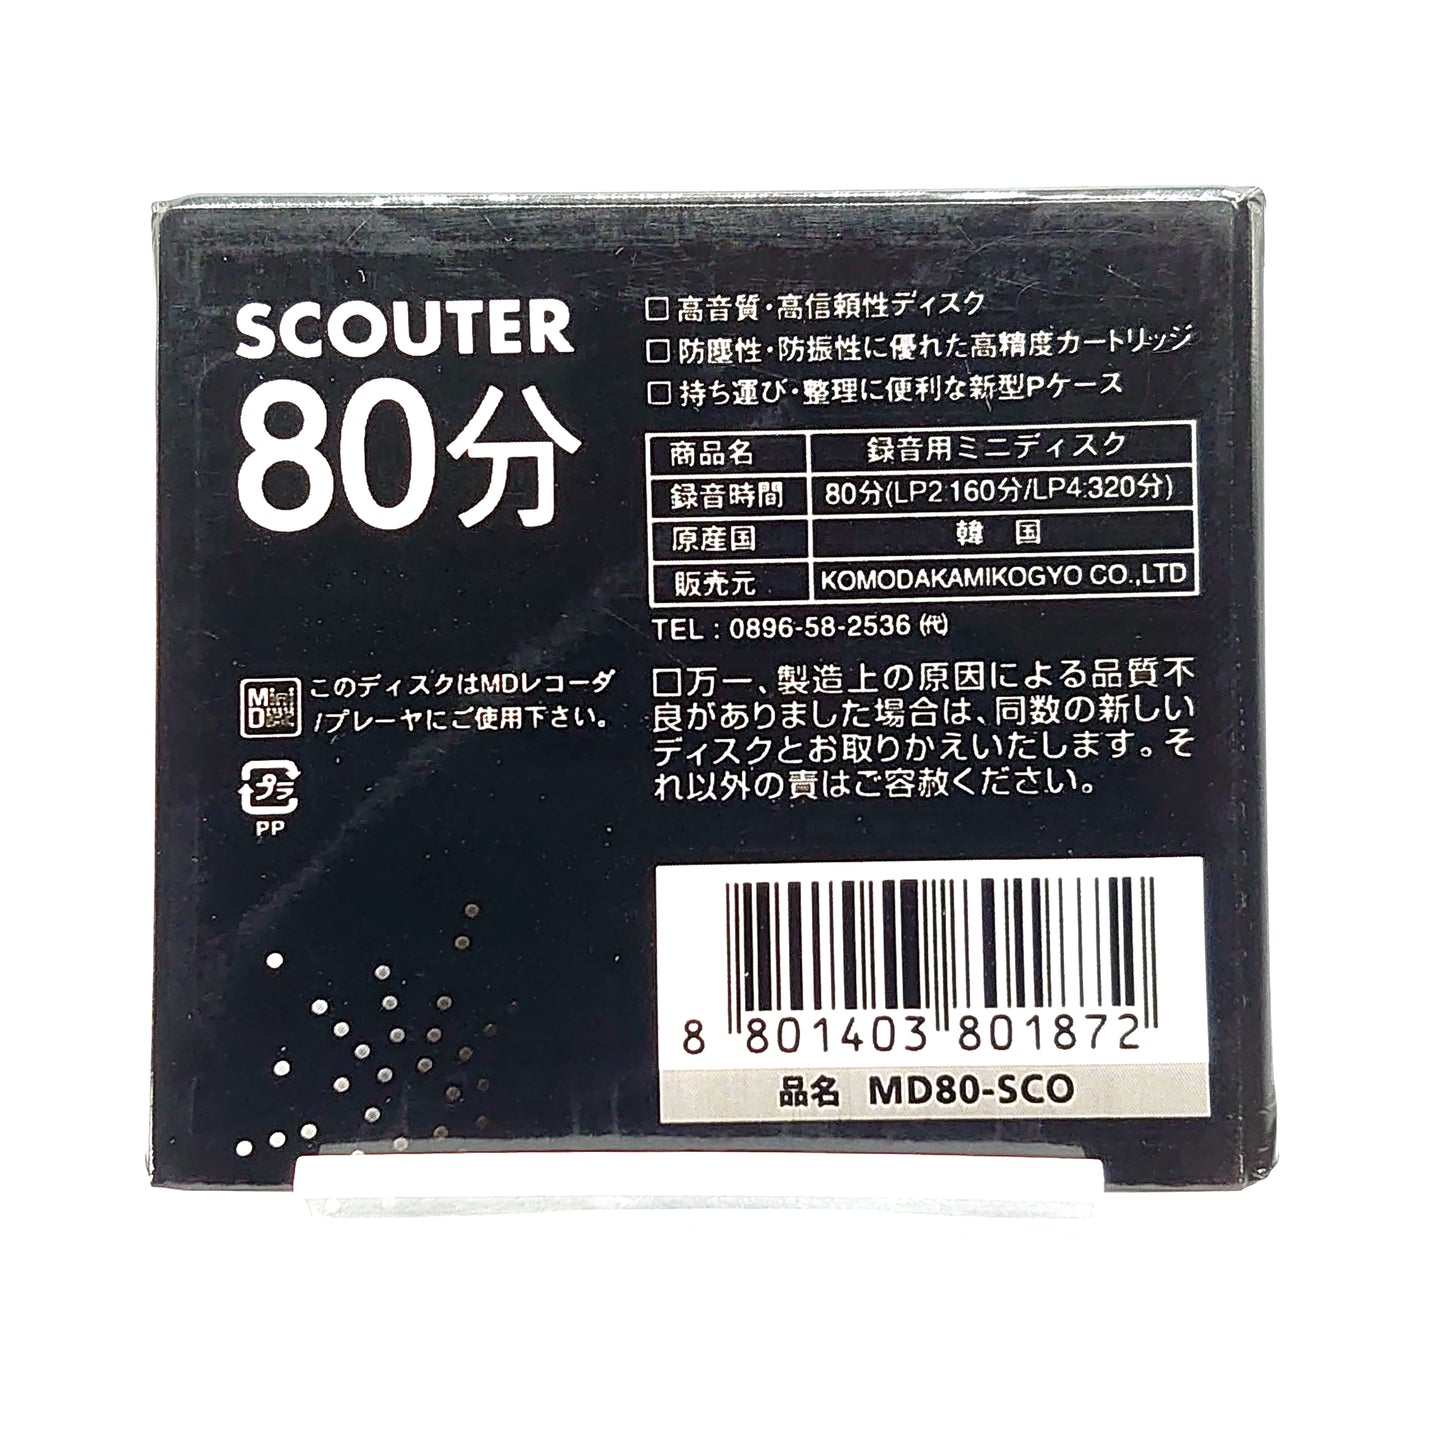 SCOUTER
80分
□高音質・高信頼性ディスク
□防塵性・防振性に優れた高精度カートリッジ
□持ち運び・整理に便利な新型Pケース
商品名 録音用ミニディスク
録音時間 80分(LP2:160分/LP4:320分)
原産国 韓国
販売元 KOMODAKAMIKOGYO CO.,LTD
TEL : 0896-58-2536 ㈹
Mini
このディスクはMDレコーダ
/プレーヤにご使用下さい。
プラ
PP
□万一、製造上の原因による品質不
良がありました場合は、同数の新しい
ディスクとお取りかえいたします。そ
れ以外の責はご容赦ください。
8 801403 801872
品名 MD80-SCO